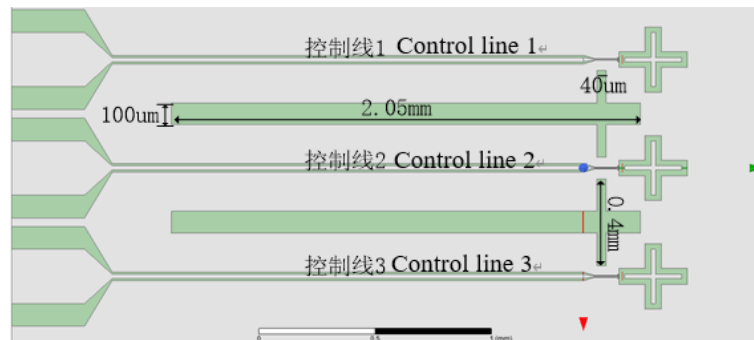 控制线1 Control line 1↵
40um
100um
2.05mm
控制线2 Control line 2↵
0.4mm
控制线3 Control line 3↵
0 0.5 1 (mm)